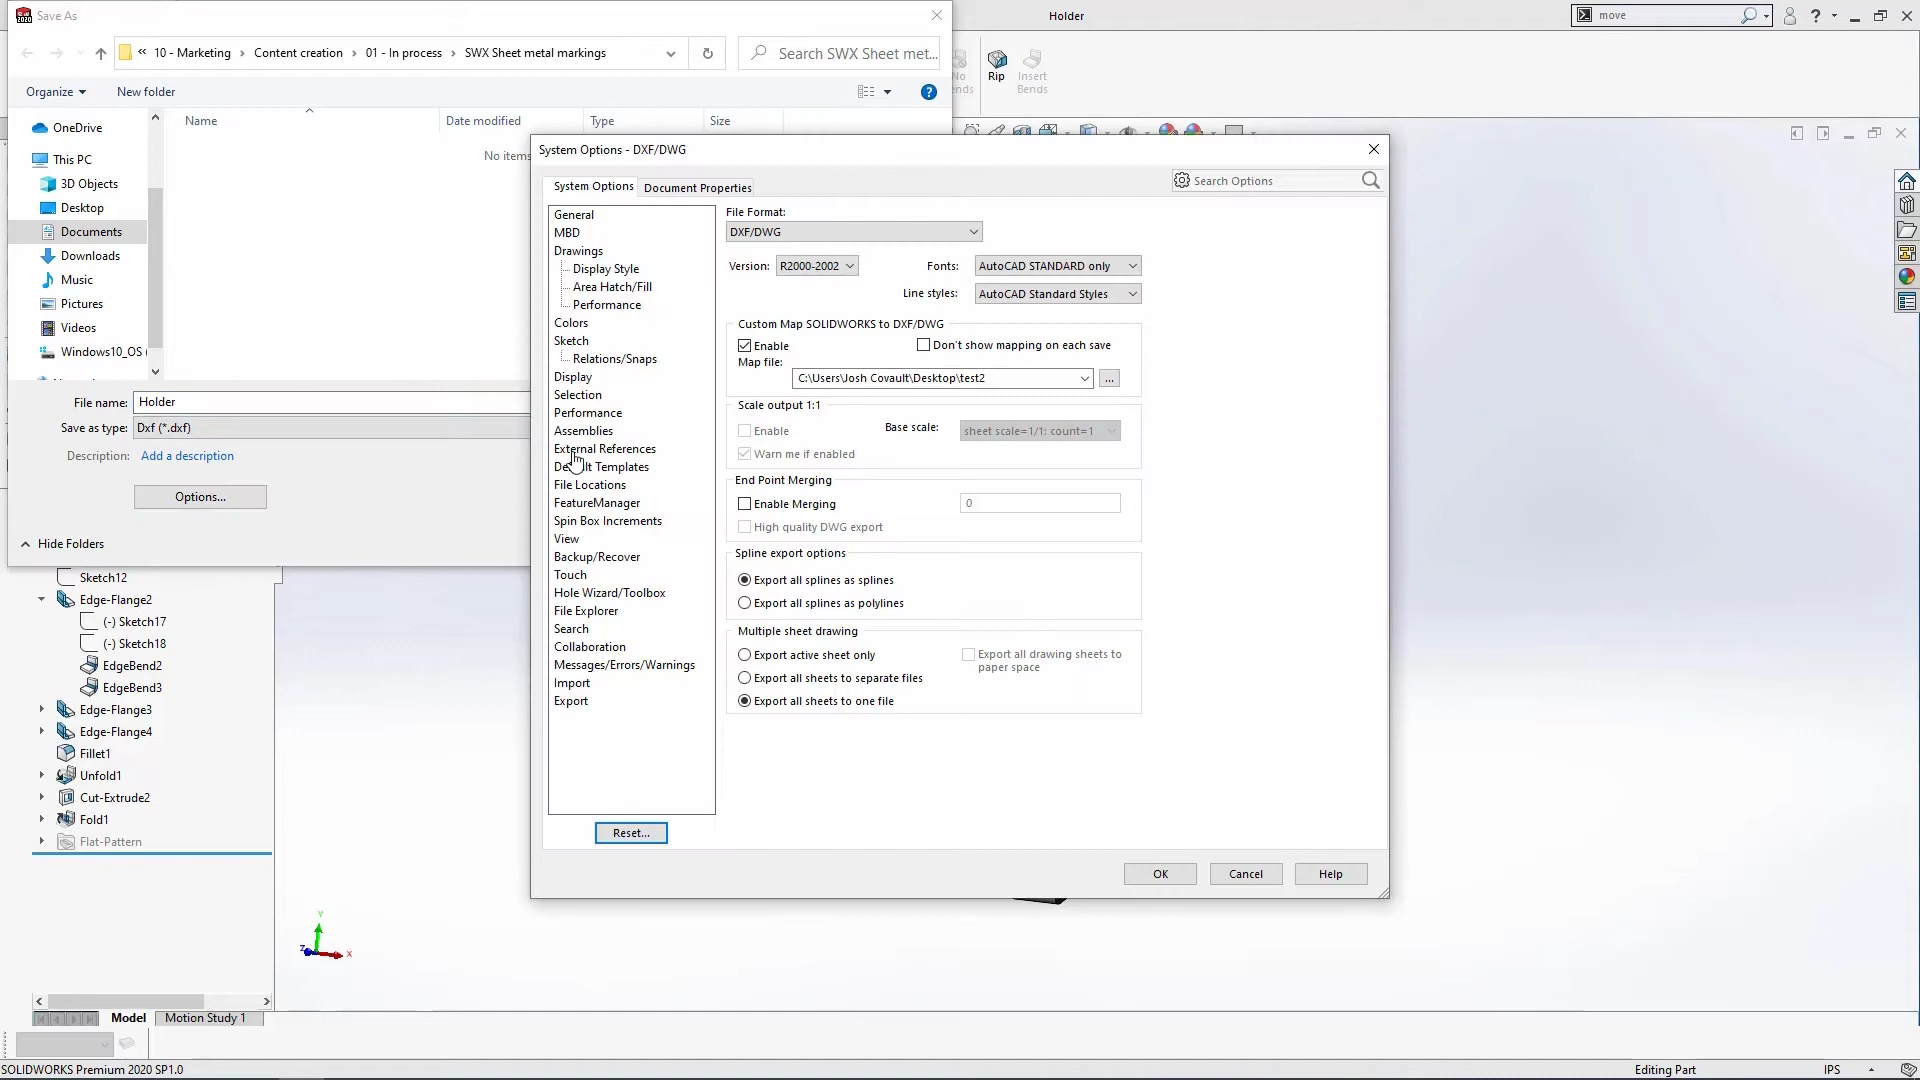 Save As
Holder
move
« 10 - Marketing > Content creation > 01 - In process > SWX Sheet metal markings
Search SWX Sheet met...
No
nds
Rip
Insert
Bends
Organize
New folder
Name
Date modified
Type
Size
No items
OneDrive
This PC
3D Objects
Desktop
Documents
Downloads
Music
Pictures
Videos
Windows10_OS (
File name: Holder
Save as type: Dxf (*.dxf)
Description: Add a description
Options...
Hide Folders
System Options - DXF/DWG
System Options
Document Properties
Search Options
General
MBD
Drawings
Display Style
Area Hatch/Fill
Performance
Colors
Sketch
Relations/Snaps
Display
Selection
Performance
Assemblies
External References
Templates
File Locations
FeatureManager
Spin Box Increments
View
Backup/Recover
Touch
Hole Wizard/Toolbox
File Explorer
Search
Collaboration
Messages/Errors/Warnings
Import
Export
Reset...
File Format:
DXF/DWG
Version: R2000-2002
Fonts: AutoCAD STANDARD only
Line styles: AutoCAD Standard Styles
Custom Map SOLIDWORKS to DXF/DWG
Enable
Don't show mapping on each save
Map file:
C:\Users\Josh Covault\Desktop\test2
...
Scale output 1:1
Enable
Base scale: sheet scale=1/1: count=1
Warn me if enabled
End Point Merging
Enable Merging
0
High quality DWG export
Spline export options
Export all splines as splines
Export all splines as polylines
Multiple sheet drawing
Export active sheet only
Export all drawing sheets to
paper space
Export all sheets to separate files
Export all sheets to one file
OK
Cancel
Help
Sketch12
Edge-Flange2
(-) Sketch17
(-) Sketch18
EdgeBend2
EdgeBend3
Edge-Flange3
Edge-Flange4
Fillet1
Unfold1
Cut-Extrude2
Fold1
Flat-Pattern
Y
Z
X
Model
Motion Study 1
SOLIDWORKS Premium 2020 SP1.0
Editing Part
IPS